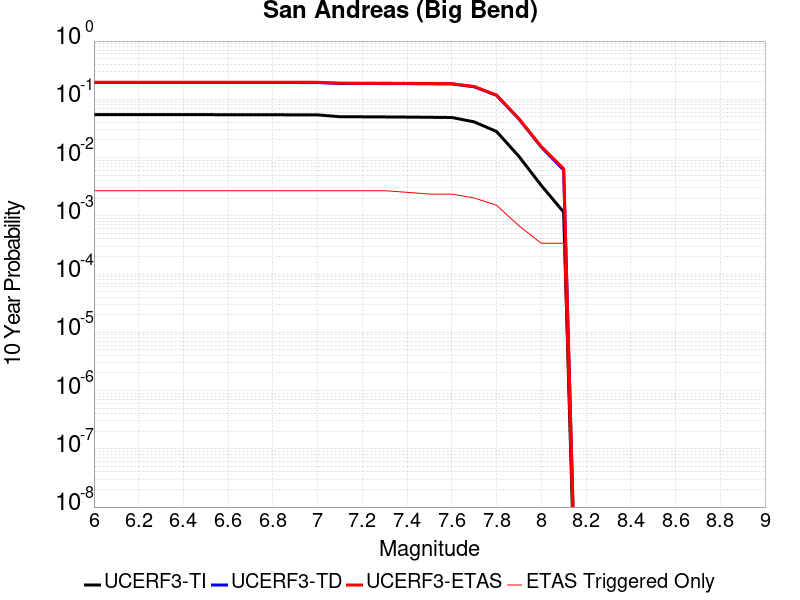 San Andreas (Big Bend)
10^0
10^-1
10^-2
10^-3
10^-4
10^-5
10^-6
10^-7
10^-8
10 Year Probability
6 6.2 6.4 6.6 6.8 7 7.2 7.4 7.6 7.8 8 8.2 8.4 8.6 8.8 9
Magnitude
UCERF3-TI UCERF3-TD UCERF3-ETAS ETAS Triggered Only